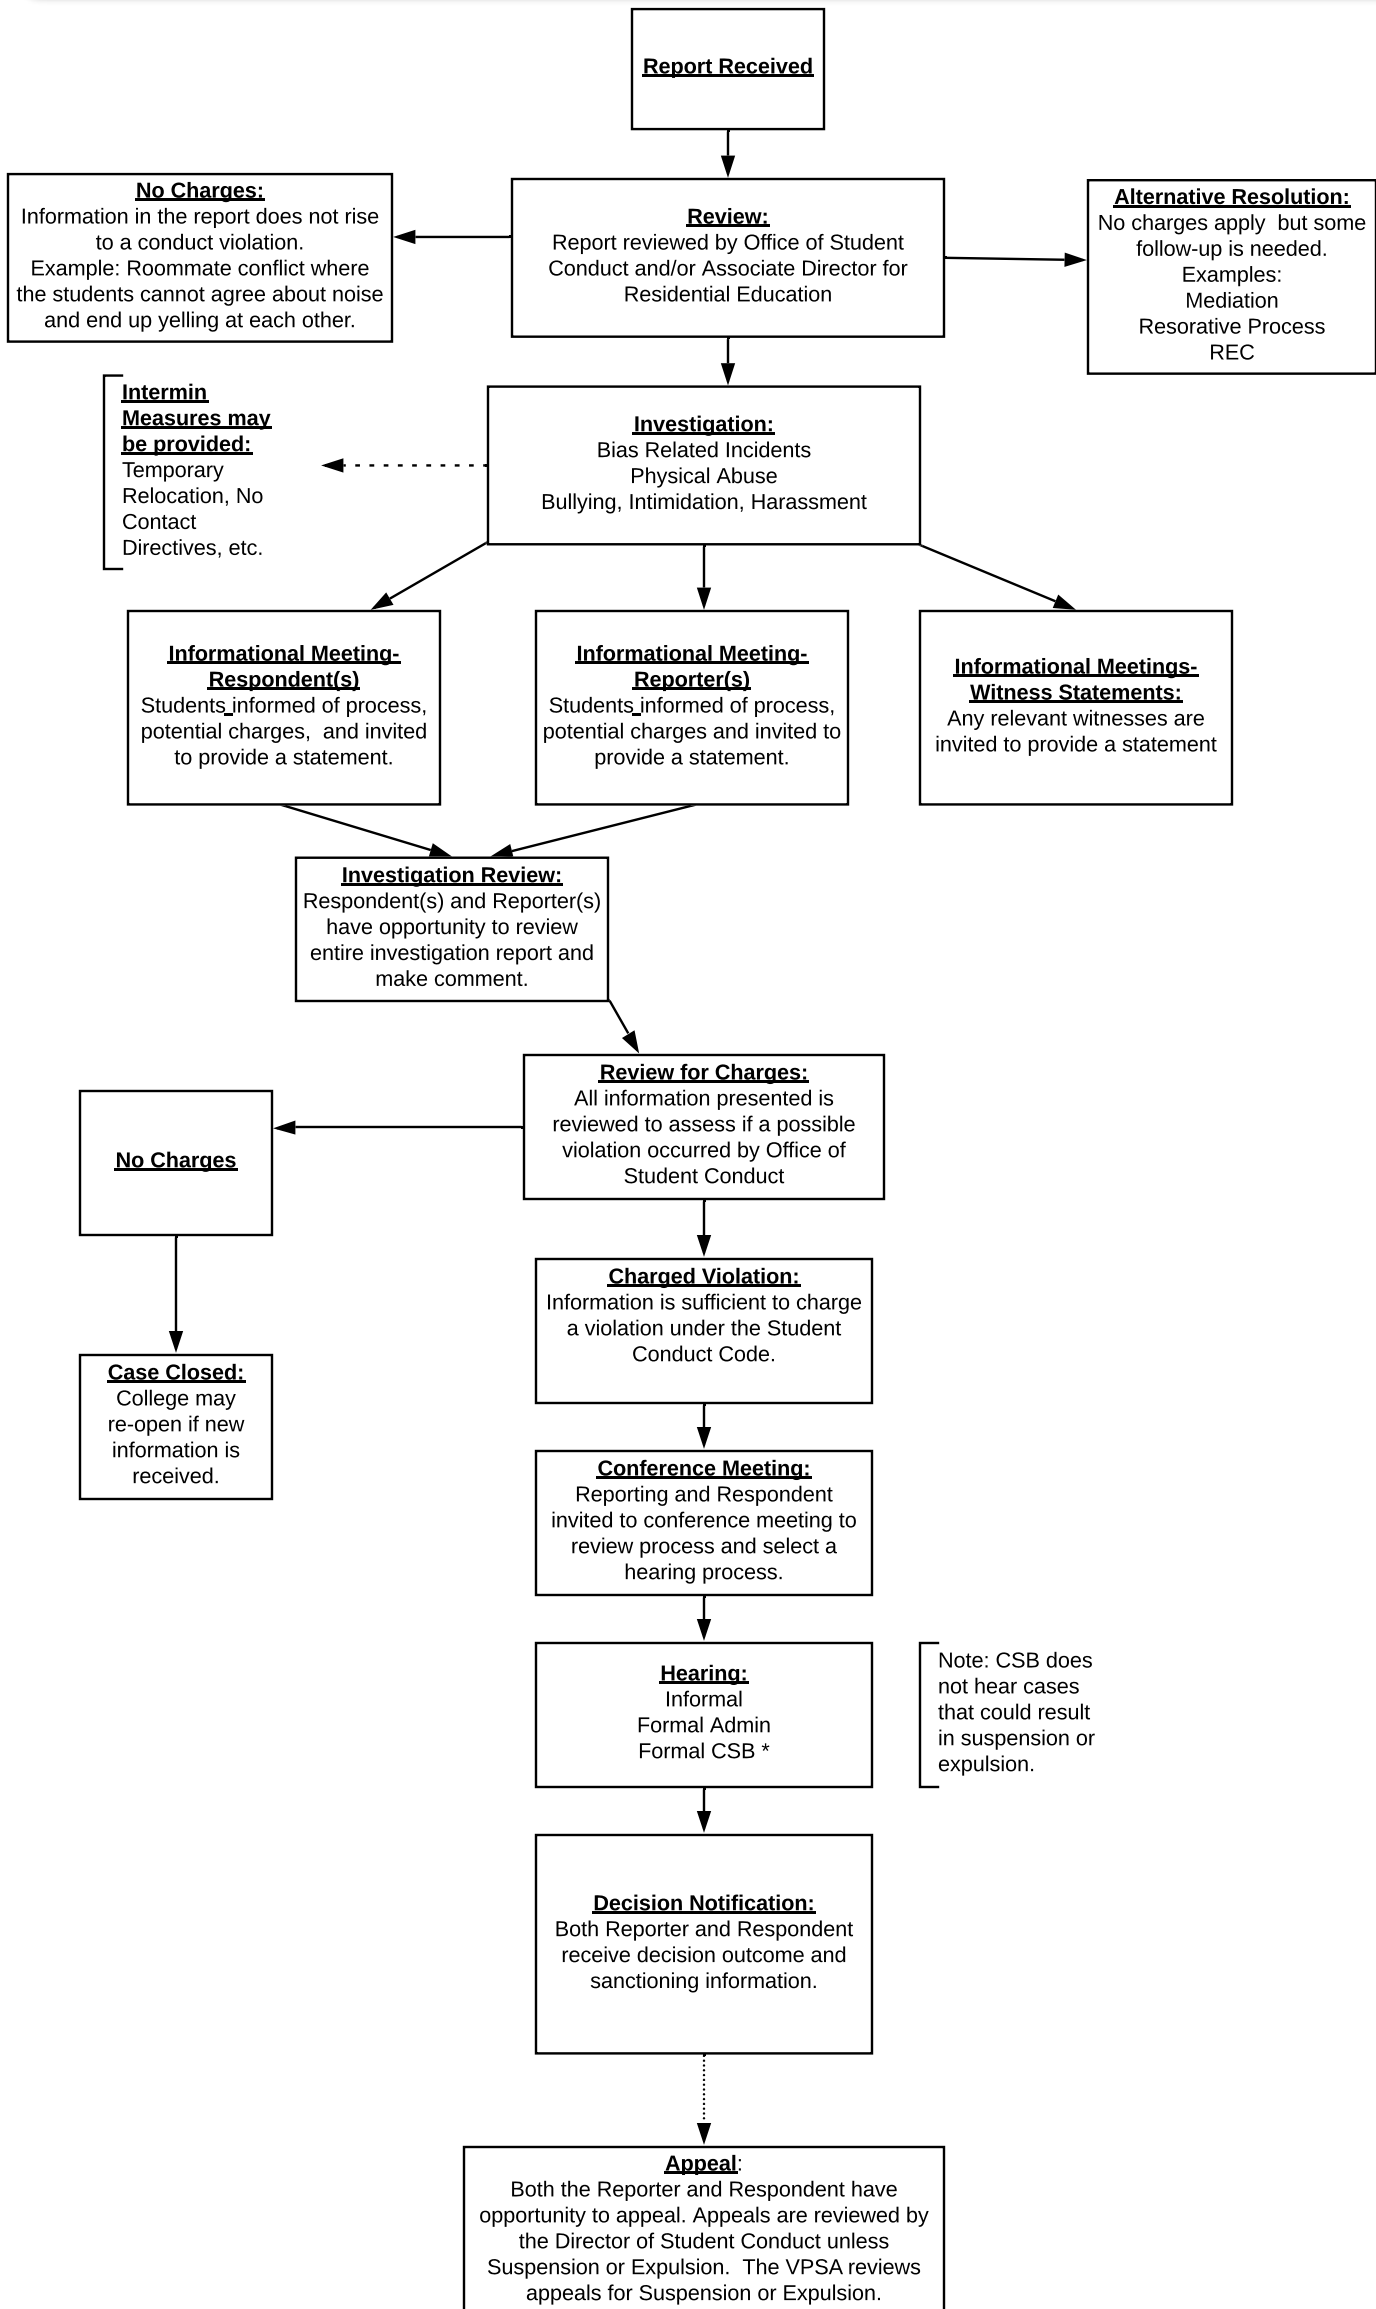 Report Received
No Charges:
Information in the report does not rise
to a conduct violation.
Example: Roommate conflict where
the students cannot agree about noise
and end up yelling at each other.
Review:
Report reviewed by Office of Student
Conduct and/or Associate Director for
Residential Education
Alternative Resolution:
No charges apply  but some
follow-up is needed.
Examples:
Mediation
Resorative Process
REC
Intermin
Measures may
be provided:
Temporary
Relocation, No
Contact
Directives, etc.
Investigation:
Bias Related Incidents
Physical Abuse
Bullying, Intimidation, Harassment
Informational Meeting-
Respondent(s)
Students informed of process,
potential charges,  and invited
to provide a statement.
Informational Meeting-
Reporter(s)
Students informed of process,
potential charges and invited to
provide a statement.
Informational Meetings-
Witness Statements:
Any relevant witnesses are
invited to provide a statement
Investigation Review:
Respondent(s) and Reporter(s)
have opportunity to review
entire investigation report and
make comment.
Review for Charges:
All information presented is
reviewed to assess if a possible
violation occurred by Office of
Student Conduct
No Charges
Charged Violation:
Information is sufficient to charge
a violation under the Student
Conduct Code.
Case Closed:
College may
re-open if new
information is
received.
Conference Meeting:
Reporting and Respondent
invited to conference meeting to
review process and select a
hearing process.
Hearing:
Informal
Formal Admin
Formal CSB *
Note: CSB does
not hear cases
that could result
in suspension or
expulsion.
Decision Notification:
Both Reporter and Respondent
receive decision outcome and
sanctioning information.
Appeal:
Both the Reporter and Respondent have
opportunity to appeal. Appeals are reviewed by
the Director of Student Conduct unless
Suspension or Expulsion.  The VPSA reviews
appeals for Suspension or Expulsion.